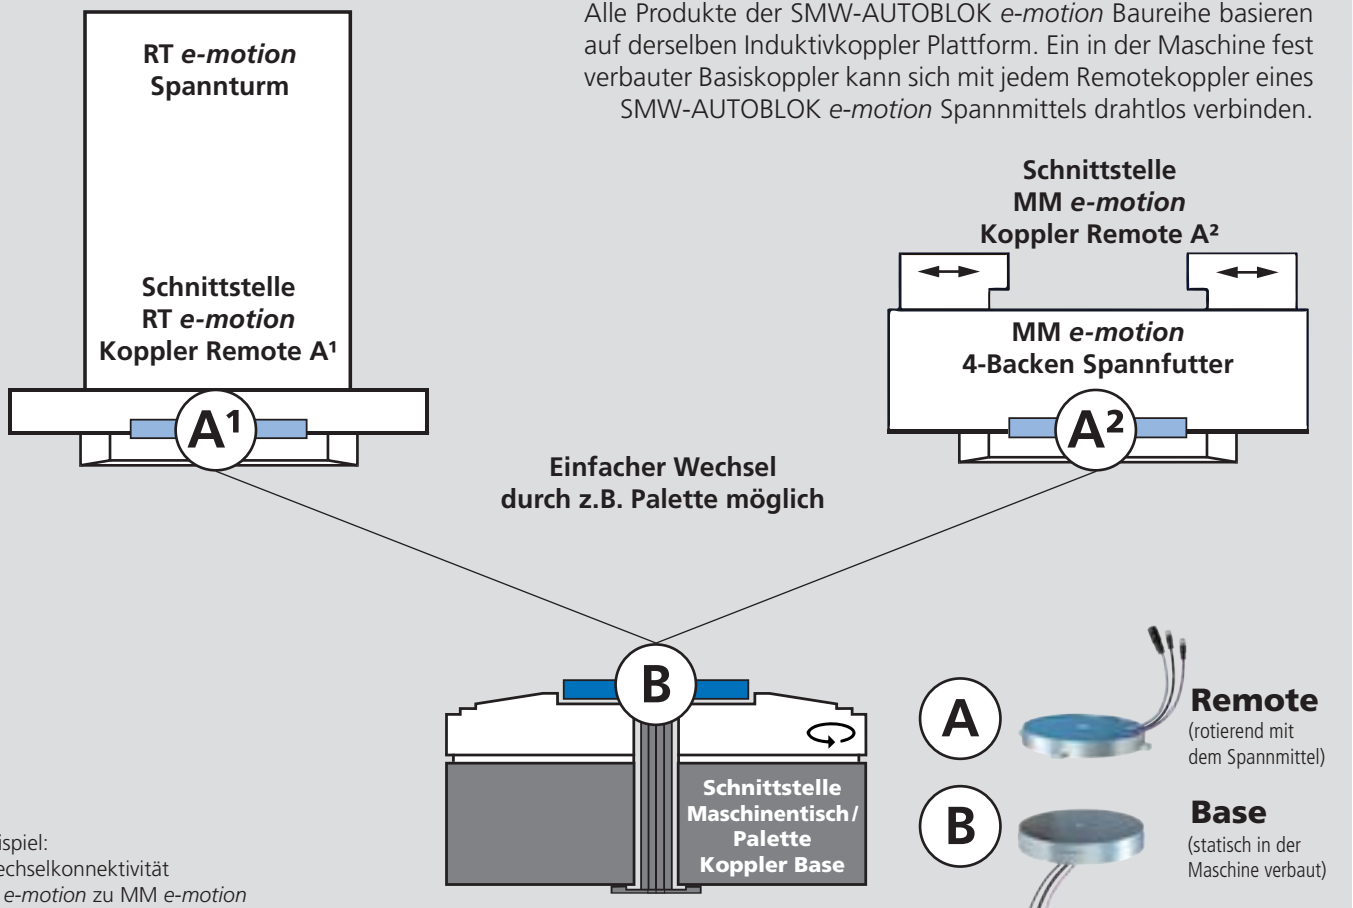 Alle Produkte der SMW-AUTOBLOK e-motion Baureihe basieren
auf derselben Induktivkoppler Plattform. Ein in der Maschine fest
verbauter Basiskoppler kann sich mit jedem Remotekoppler eines
SMW-AUTOBLOK e-motion Spannmittels drahtlos verbinden.
RT e-motion
Spannturm
Schnittstelle
RT e-motion
Koppler Remote A¹
A¹
Schnittstelle
MM e-motion
Koppler Remote A²
MM e-motion
4-Backen Spannfutter
A²
Einfacher Wechsel
durch z.B. Palette möglich
B
Schnittstelle
Maschinentisch/
Palette
Koppler Base
A
Remote
(rotierend mit
dem Spannmittel)
B
Base
(statisch in der
Maschine verbaut)
ispiel:
echselkonnektivität
e-motion zu MM e-motion